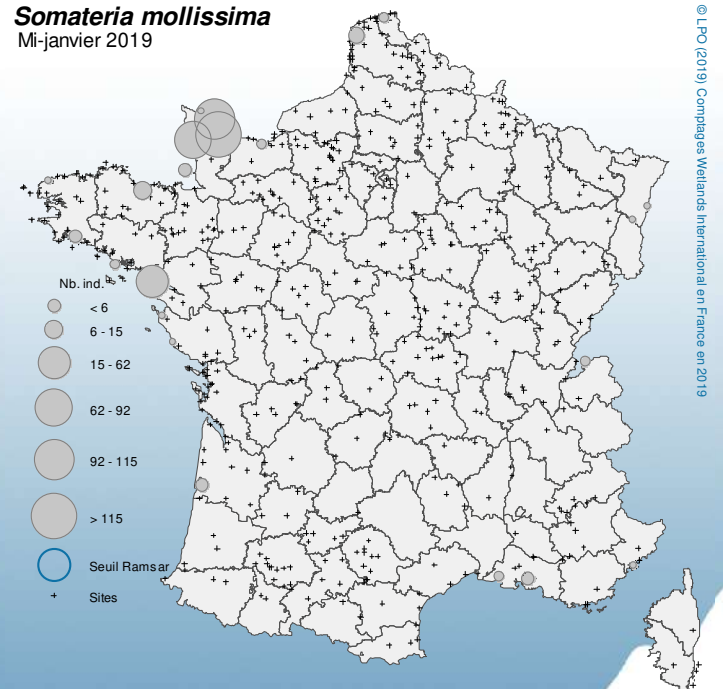 Somateria mollissima
Mi-janvier 2019
© LPO (2019) Comptages Wetlands International en France en 2019
Nb. ind.
< 6
6 - 15
15 - 62
62 - 92
92 - 115
> 115
Seuil Ramsar
Sites